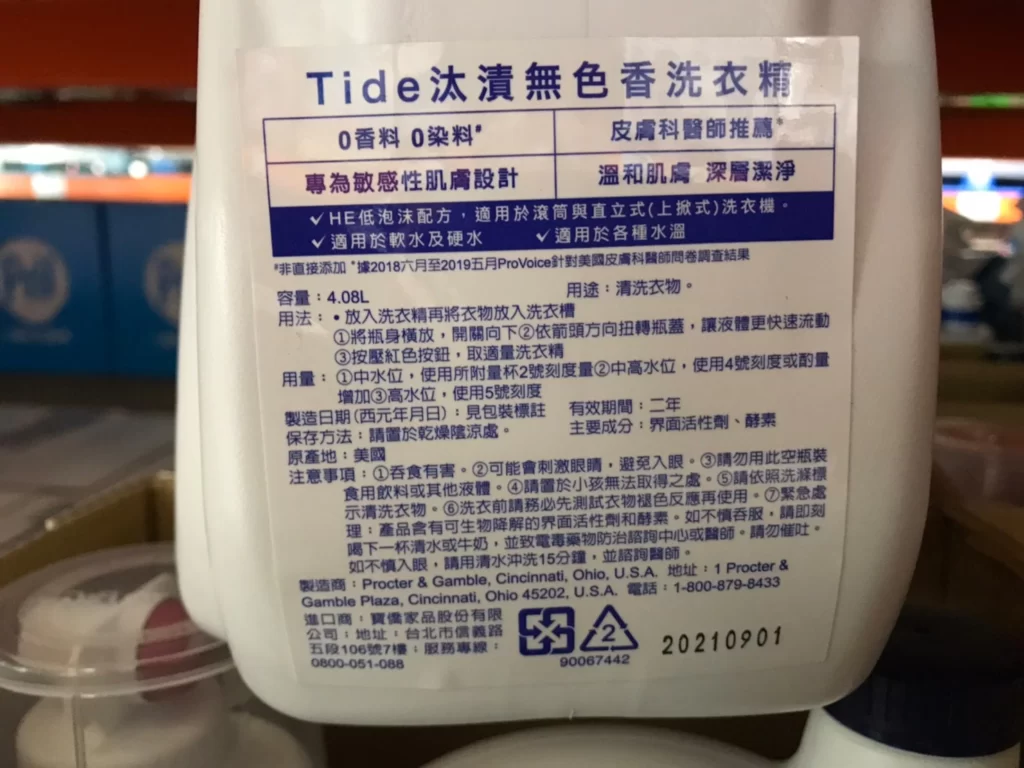 Tide汰漬無色香洗衣精
0香料 0染料#
皮膚科醫師推薦*
專為敏感性肌膚設計
溫和肌膚 深層潔淨
✓HE低泡沫配方，適用於滾筒與直立式(上掀式)洗衣機。
✓適用於軟水及硬水 ✓適用於各種水溫
#非直接添加 *據2018六月至2019五月ProVoice針對美國皮膚科醫師問卷調查結果
容量：4.08L 用途：清洗衣物。
用法：•放入洗衣精再將衣物放入洗衣槽
①將瓶身橫放，開關向下②依箭頭方向扭轉瓶蓋，讓液體更快速流動
③按壓紅色按鈕，取適量洗衣精
用量：①中水位，使用所附量杯2號刻度量②中高水位，使用4號刻度或酌量
增加③高水位，使用5號刻度
製造日期(西元年月日)：見包裝標註 有效期間：二年
保存方法：請置於乾燥陰涼處。 主要成分：界面活性劑、酵素
原產地：美國
注意事項：①吞食有害。②可能會刺激眼睛，避免入眼。③請勿用此空瓶裝
食用飲料或其他液體。④請置於小孩無法取得之處。⑤請依照洗滌標
示清洗衣物。⑥洗衣前請務必先測試衣物褪色反應再使用。⑦緊急處
理：產品含有可生物降解的界面活性劑和酵素。如不慎吞服，請即刻
喝下一杯清水或牛奶，並致電毒藥物防治諮詢中心或醫師。請勿催吐。
如不慎入眼，請用清水沖洗15分鐘，並諮詢醫師。
製造商：Procter & Gamble, Cincinnati, Ohio, U.S.A. 地址：1 Procter &
Gamble Plaza, Cincinnati, Ohio 45202, U.S.A. 電話：1-800-879-8433
進口商：寶僑家品股份有限
公司：地址：台北市信義路
五段106號7樓；服務專線：
0800-051-088
2
90067442
20210901